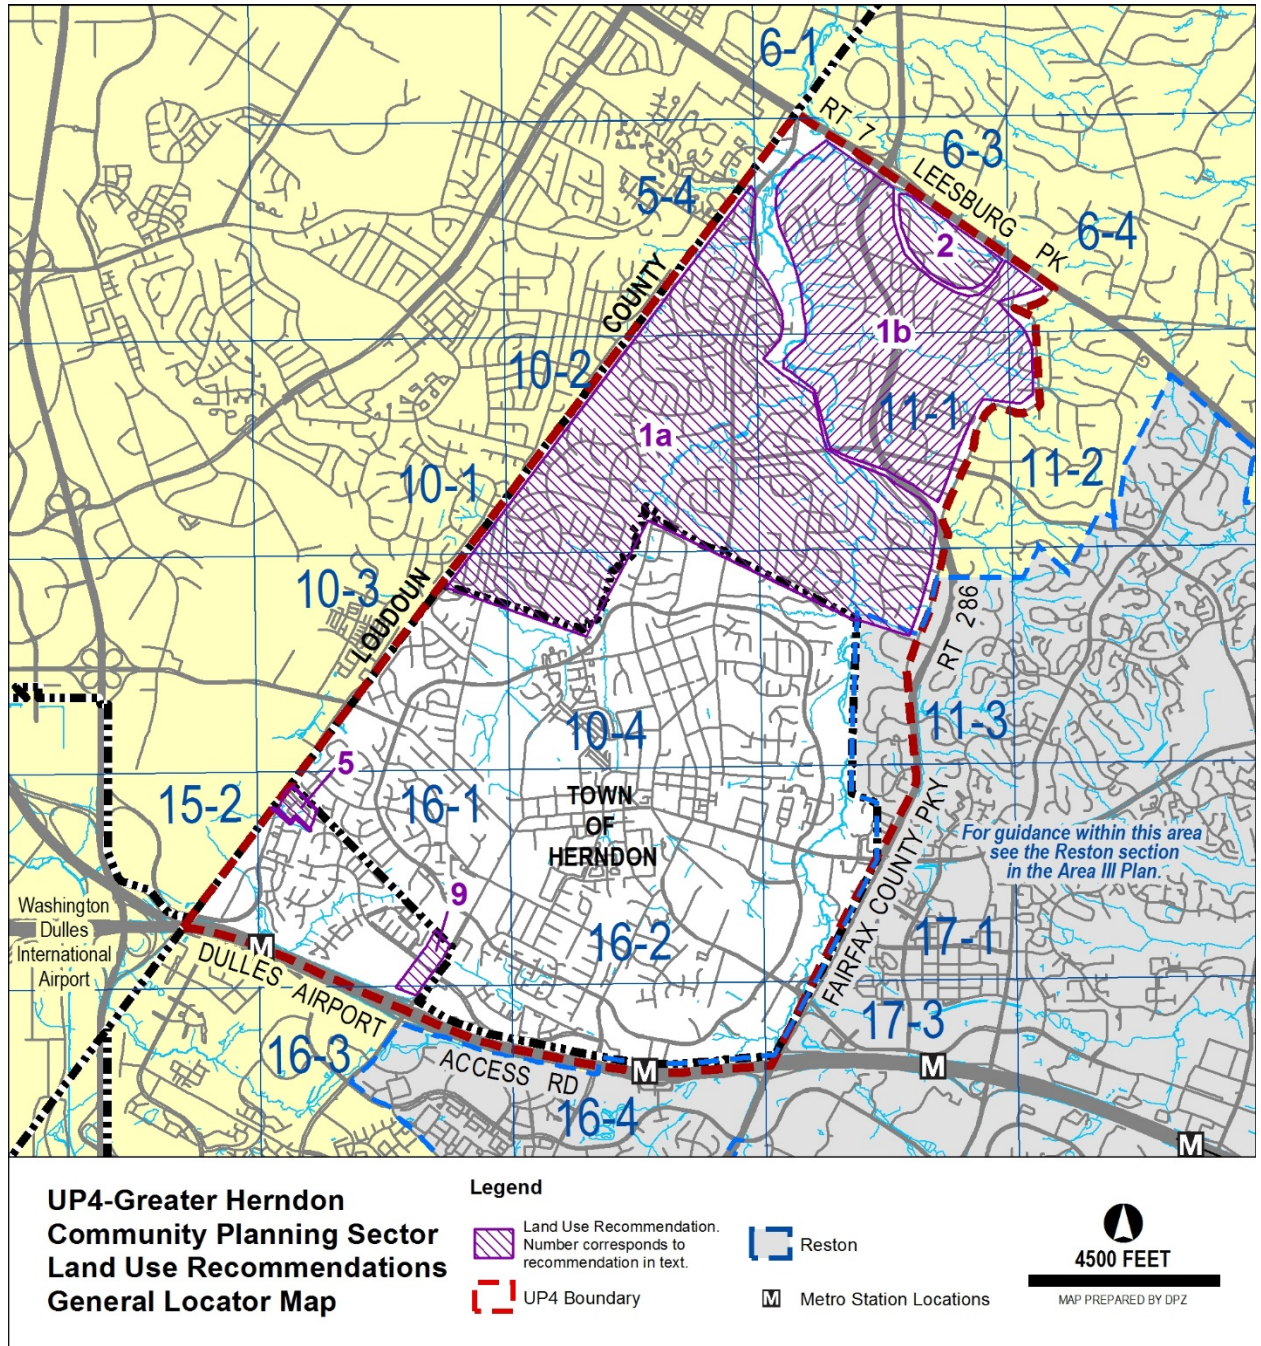 6-1
RT 7
6-3
LEESBURG PK
5-4
6-4
2
COUNTY
1b
10-2
11-1
1a
11-2
10-1
10-3
LOUDOUN
RT 286
11-3
10-4
5
15-2
16-1
TOWN
OF
HERNDON
For guidance within this area
see the Reston section
in the Area III Plan.
FAIRFAX COUNTY PKY
9
Washington
Dulles
International
Airport
16-2
17-1
M
DULLES AIRPORT
ACCESS RD
17-3
16-3
M
M
16-4
M
UP4-Greater Herndon
Community Planning Sector
Land Use Recommendations
General Locator Map
Legend
Land Use Recommendation.
Number corresponds to
recommendation in text.
UP4 Boundary
Reston
M Metro Station Locations
4500 FEET
MAP PREPARED BY DPZ